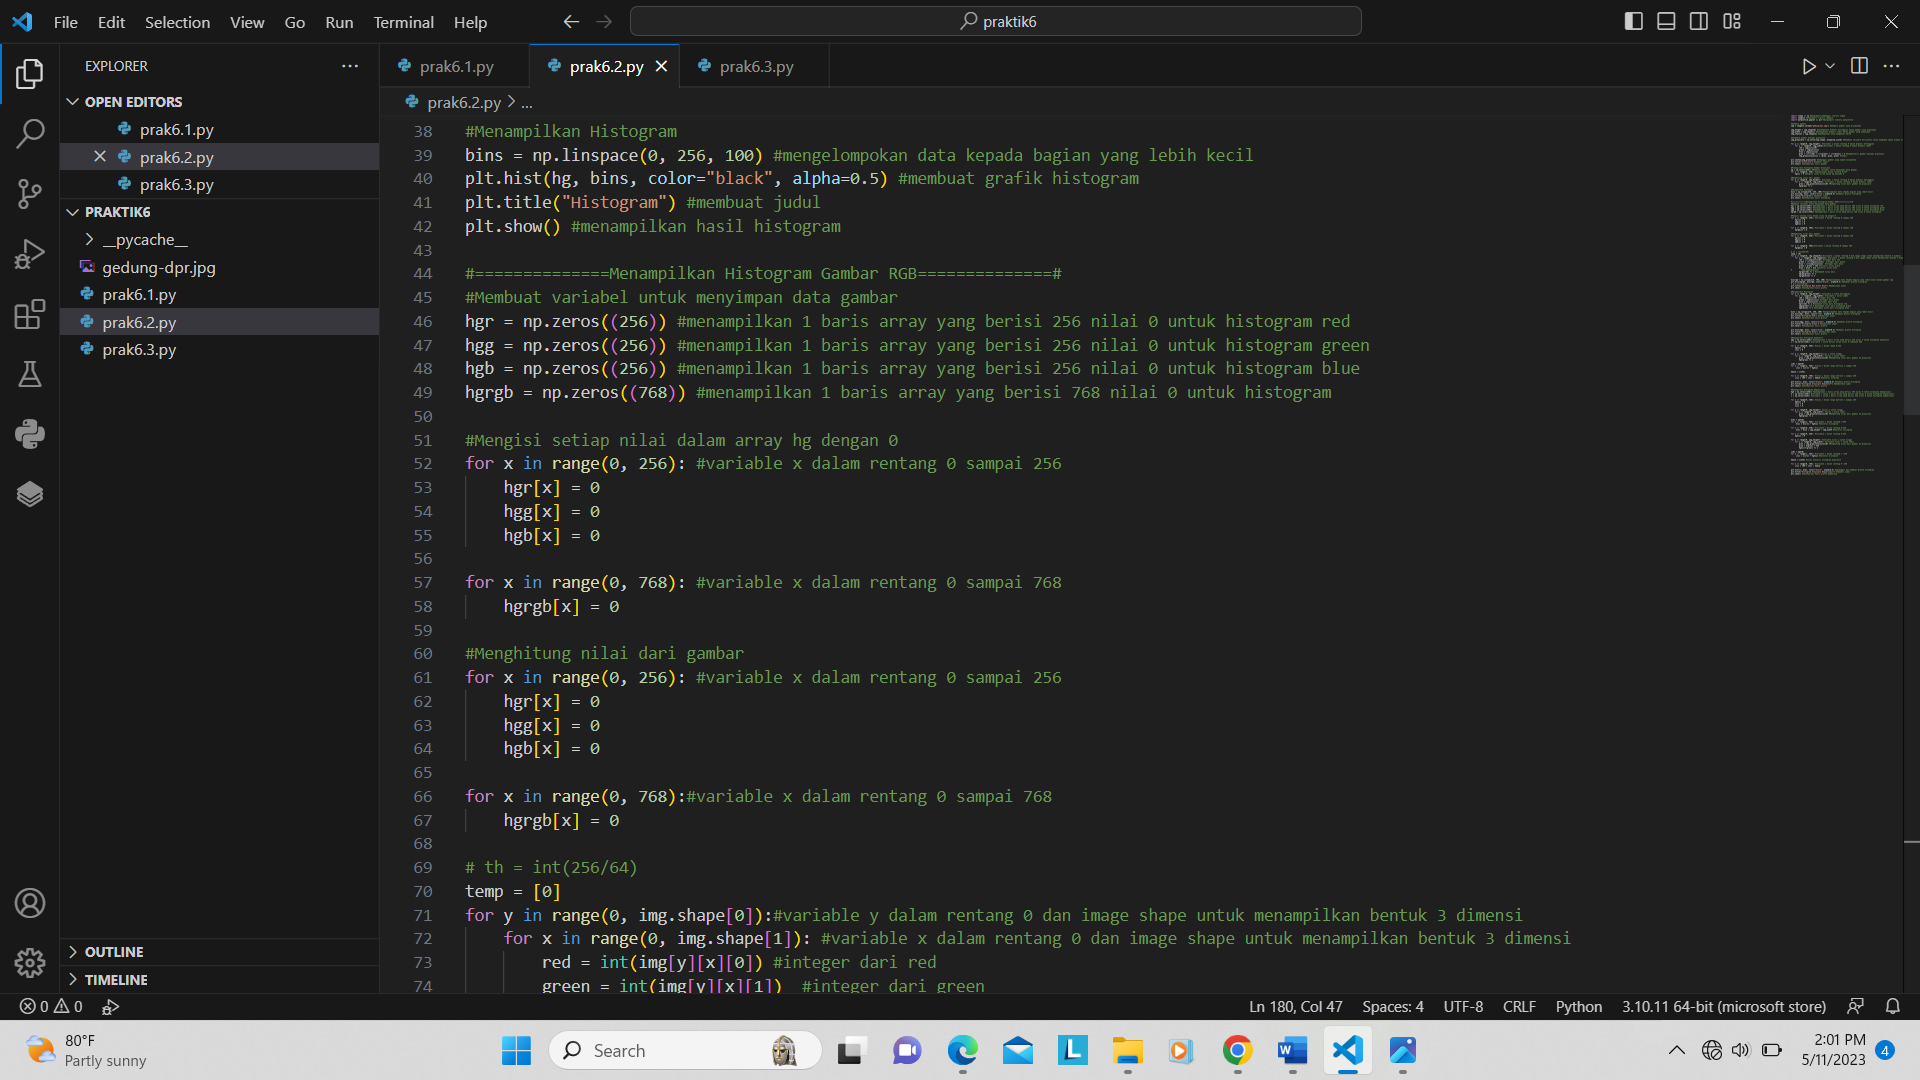 File Edit Selection View Go Run Terminal Help
praktik6
EXPLORER
OPEN EDITORS
prak6.1.py
prak6.2.py
prak6.3.py
PRAKTIK6
__pycache__
gedung-dpr.jpg
prak6.1.py
prak6.2.py
prak6.3.py
OUTLINE
TIMELINE
prak6.1.py prak6.2.py prak6.3.py
prak6.2.py > ...
38 #Menampilkan Histogram
39 bins = np.linspace(0, 256, 100) #mengelompokan data kepada bagian yang lebih kecil
40 plt.hist(hg, bins, color="black", alpha=0.5) #membuat grafik histogram
41 plt.title("Histogram") #membuat judul
42 plt.show() #menampilkan hasil histogram
43
44 #==============Menampilkan Histogram Gambar RGB==============#
45 #Membuat variabel untuk menyimpan data gambar
46 hgr = np.zeros((256)) #menampilkan 1 baris array yang berisi 256 nilai 0 untuk histogram red
47 hgg = np.zeros((256)) #menampilkan 1 baris array yang berisi 256 nilai 0 untuk histogram green
48 hgb = np.zeros((256)) #menampilkan 1 baris array yang berisi 256 nilai 0 untuk histogram blue
49 hgrgb = np.zeros((768)) #menampilkan 1 baris array yang berisi 768 nilai 0 untuk histogram
50
51 #Mengisi setiap nilai dalam array hg dengan 0
52 for x in range(0, 256): #variable x dalam rentang 0 sampai 256
53     hgr[x] = 0
54     hgg[x] = 0
55     hgb[x] = 0
56
57 for x in range(0, 768): #variable x dalam rentang 0 sampai 768
58     hgrgb[x] = 0
59
60 #Menghitung nilai dari gambar
61 for x in range(0, 256): #variable x dalam rentang 0 sampai 256
62     hgr[x] = 0
63     hgg[x] = 0
64     hgb[x] = 0
65
66 for x in range(0, 768):#variable x dalam rentang 0 sampai 768
67     hgrgb[x] = 0
68
69 # th = int(256/64)
70 temp = [0]
71 for y in range(0, img.shape[0]):#variable y dalam rentang 0 dan image shape untuk menampilkan bentuk 3 dimensi
72     for x in range(0, img.shape[1]): #variable x dalam rentang 0 dan image shape untuk menampilkan bentuk 3 dimensi
73         red = int(img[y][x][0]) #integer dari red
74         green = int(img[y][x][1])  #integer dari green
0 0 Ln 180, Col 47 Spaces: 4 UTF-8 CRLF Python 3.10.11 64-bit (microsoft store)
80°F
Partly sunny
Search
L
2:01 PM
5/11/2023
4